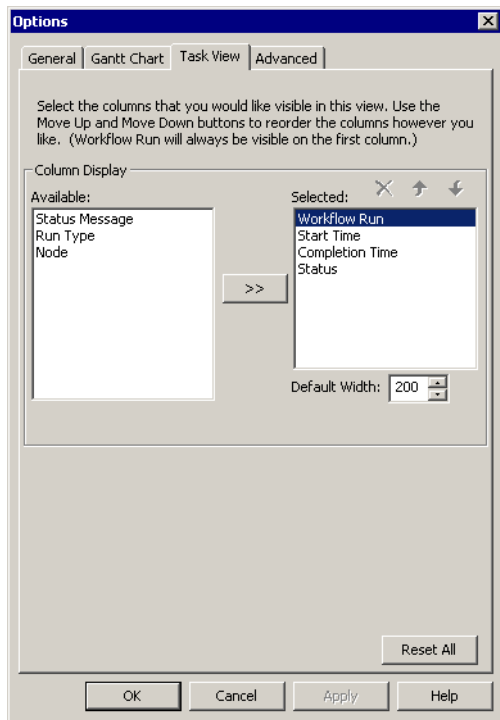 Options
General Gantt Chart Task View Advanced
Select the columns that you would like visible in this view. Use the
Move Up and Move Down buttons to reorder the columns however you
like. (Workflow Run will always be visible on the first column.)
Column Display
Available:
Status Message
Run Type
Node
>>
Selected:
Workflow Run
Start Time
Completion Time
Status
Default Width: 200
Reset All
OK Cancel Apply Help